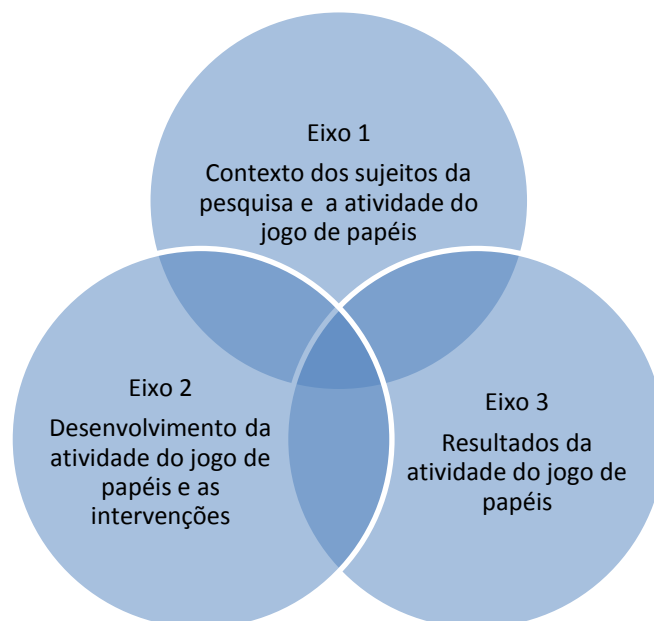 Eixo 1
Contexto dos sujeitos da
pesquisa e a atividade do
jogo de papéis
Eixo 2
Desenvolvimento da
atividade do jogo de
papéis e as
intervenções
Eixo 3
Resultados da
atividade do jogo de
papéis